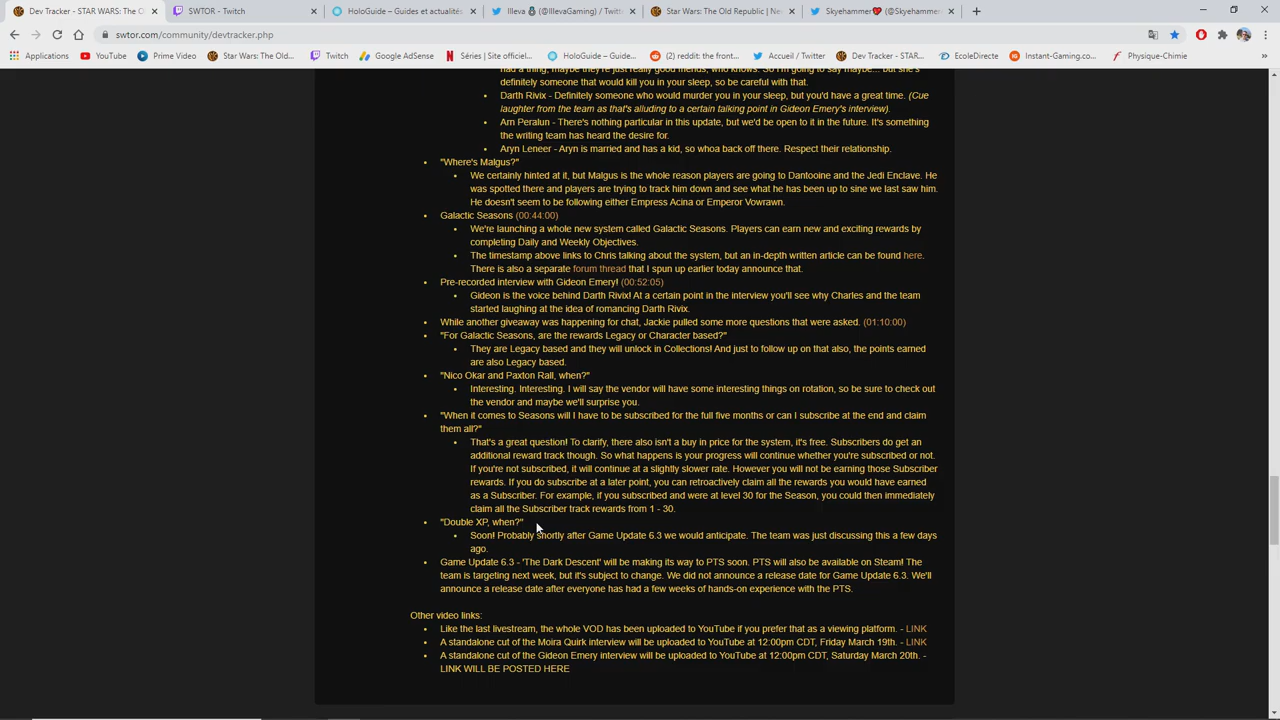 Dev Tracker - STAR WARS: The O
SWTOR - Twitch
HoloGuide – Guides et actualités
Illeva (@IllevaGaming) / Twitter
Star Wars: The Old Republic | Ne
Skyehammer (@Skyehammer
swtor.com/community/devtracker.php
Applications
YouTube
Prime Video
Star Wars: The Old...
Twitch
Google AdSense
Séries | Site officiel...
HoloGuide – Guide...
(2) reddit: the front...
Accueil / Twitter
Dev Tracker - STAR...
EcoleDirecte
Instant-Gaming.co...
Physique-Chimie
had a thing, maybe they're just really good friends, who knows. So I'm going to say maybe... but she's
definitely someone that would kill you in your sleep, so be careful with that.
Darth Rivix - Definitely someone who would murder you in your sleep, but you'd have a great time. (Cue
laughter from the team as that's alluding to a certain talking point in Gideon Emery's interview).
Arn Peralun - There's nothing particular in this update, but we'd be open to it in the future. It's something
the writing team has heard the desire for.
Aryn Leneer - Aryn is married and has a kid, so whoa back off there. Respect their relationship.
"Where's Malgus?"
We certainly hinted at it, but Malgus is the whole reason players are going to Dantooine and the Jedi Enclave. He
was spotted there and players are trying to track him down and see what he has been up to sine we last saw him.
He doesn't seem to be following either Empress Acina or Emperor Vowrawn.
Galactic Seasons (00:44:00)
We're launching a whole new system called Galactic Seasons. Players can earn new and exciting rewards by
completing Daily and Weekly Objectives.
The timestamp above links to Chris talking about the system, but an in-depth written article can be found here.
There is also a separate forum thread that I spun up earlier today announce that.
Pre-recorded interview with Gideon Emery! (00:52:05)
Gideon is the voice behind Darth Rivix! At a certain point in the interview you'll see why Charles and the team
started laughing at the idea of romancing Darth Rivix.
While another giveaway was happening for chat, Jackie pulled some more questions that were asked. (01:10:00)
"For Galactic Seasons, are the rewards Legacy or Character based?"
They are Legacy based and they will unlock in Collections! And just to follow up on that also, the points earned
are also Legacy based.
"Nico Okar and Paxton Rall, when?"
Interesting. Interesting. I will say the vendor will have some interesting things on rotation, so be sure to check out
the vendor and maybe we'll surprise you.
"When it comes to Seasons will I have to be subscribed for the full five months or can I subscribe at the end and claim
them all?"
That's a great question! To clarify, there also isn't a buy in price for the system, it's free. Subscribers do get an
additional reward track though. So what happens is your progress will continue whether you're subscribed or not.
If you're not subscribed, it will continue at a slightly slower rate. However you will not be earning those Subscriber
rewards. If you do subscribe at a later point, you can retroactively claim all the rewards you would have earned
as a Subscriber. For example, if you subscribed and were at level 30 for the Season, you could then immediately
claim all the Subscriber track rewards from 1 - 30.
"Double XP, when?"
Soon! Probably shortly after Game Update 6.3 we would anticipate. The team was just discussing this a few days
ago.
Game Update 6.3 - 'The Dark Descent' will be making its way to PTS soon. PTS will also be available on Steam! The
team is targeting next week, but it's subject to change. We did not announce a release date for Game Update 6.3. We'll
announce a release date after everyone has had a few weeks of hands-on experience with the PTS.
Other video links:
Like the last livestream, the whole VOD has been uploaded to YouTube if you prefer that as a viewing platform. - LINK
A standalone cut of the Moira Quirk interview will be uploaded to YouTube at 12:00pm CDT, Friday March 19th. - LINK
A standalone cut of the Gideon Emery interview will be uploaded to YouTube at 12:00pm CDT, Saturday March 20th. -
LINK WILL BE POSTED HERE